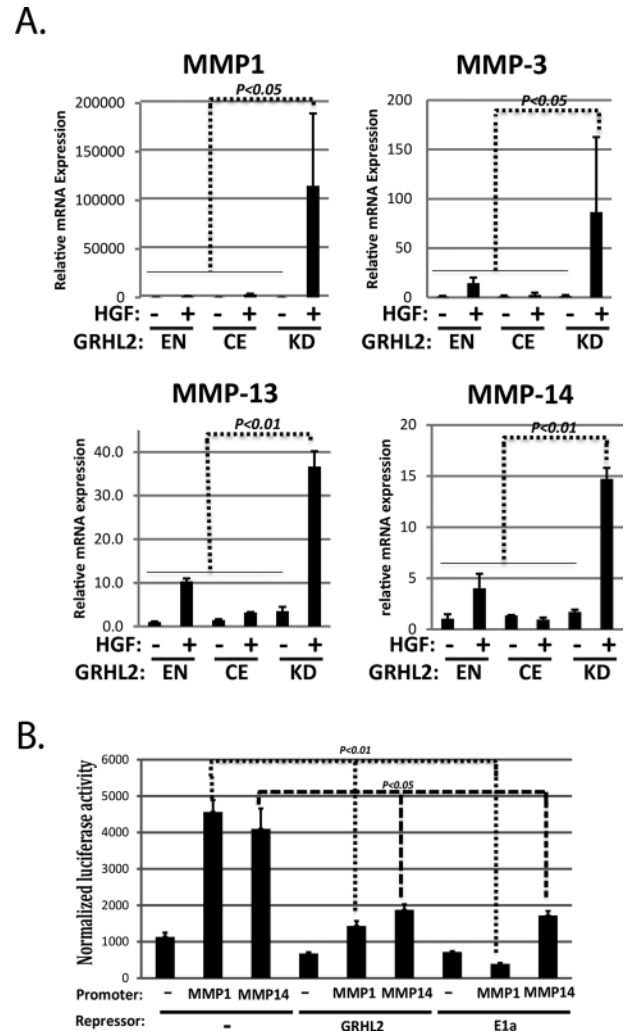 A.
MMP1
P<0.05
Relative mRNA Expression
200000
150000
100000
50000
0
HGF: - + - + - +
GRHL2: EN CE KD
MMP-3
P<0.05
Relative mRNA Expression
200
150
100
50
0
HGF: - + - + - +
GRHL2: EN CE KD
MMP-13
P<0.01
Relative mRNA expression
40.0
30.0
20.0
10.0
0.0
HGF: - + - + - +
GRHL2: EN CE KD
MMP-14
P<0.01
relative mRNA expression
20
15
10
5
0
HGF: - + - + - +
GRHL2: EN CE KD
B.
P<0.01
P<0.05
Normalized luciferase activity
6000
5000
4000
3000
2000
1000
0
Promoter: – MMP1 MMP14 – MMP1 MMP14 – MMP1 MMP14
Repressor: - GRHL2 E1a